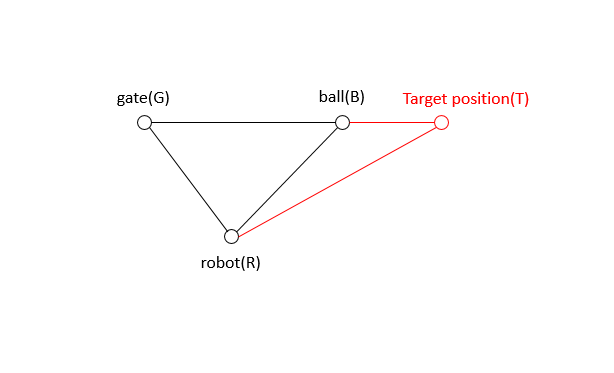 gate(G)
ball(B)
Target position(T)
robot(R)